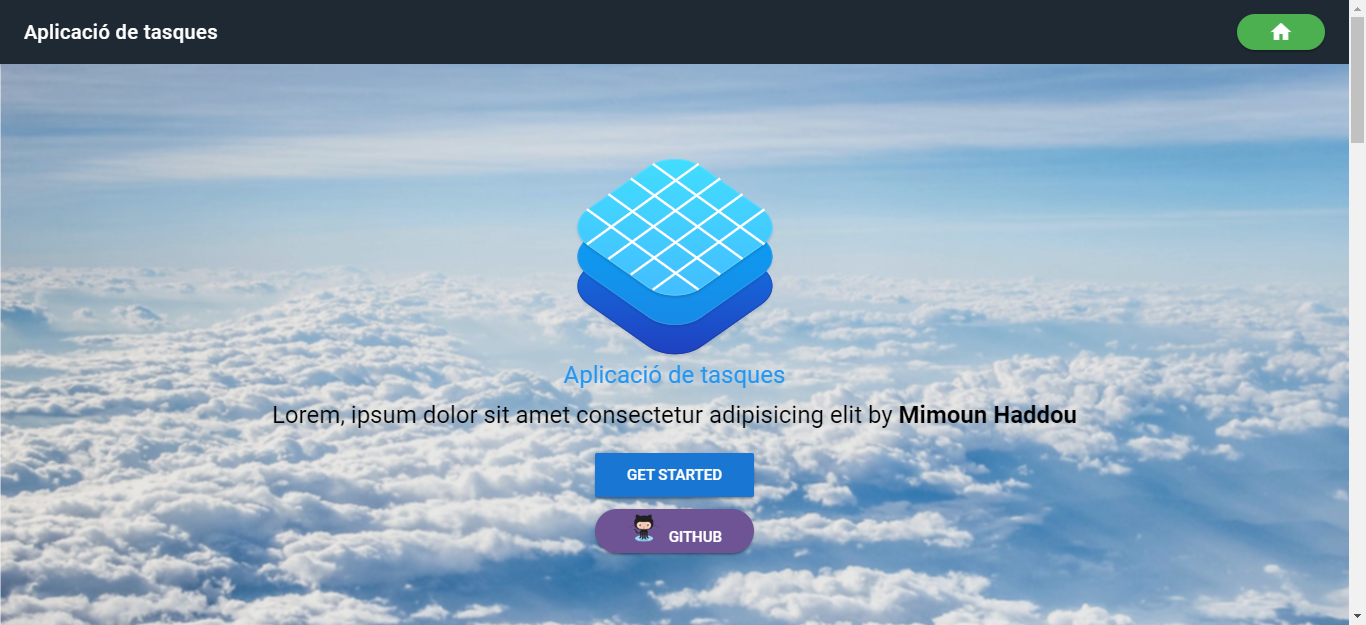 Aplicació de tasques
Aplicació de tasques
Lorem, ipsum dolor sit amet consectetur adipisicing elit by Mimoun Haddou
GET STARTED
GITHUB